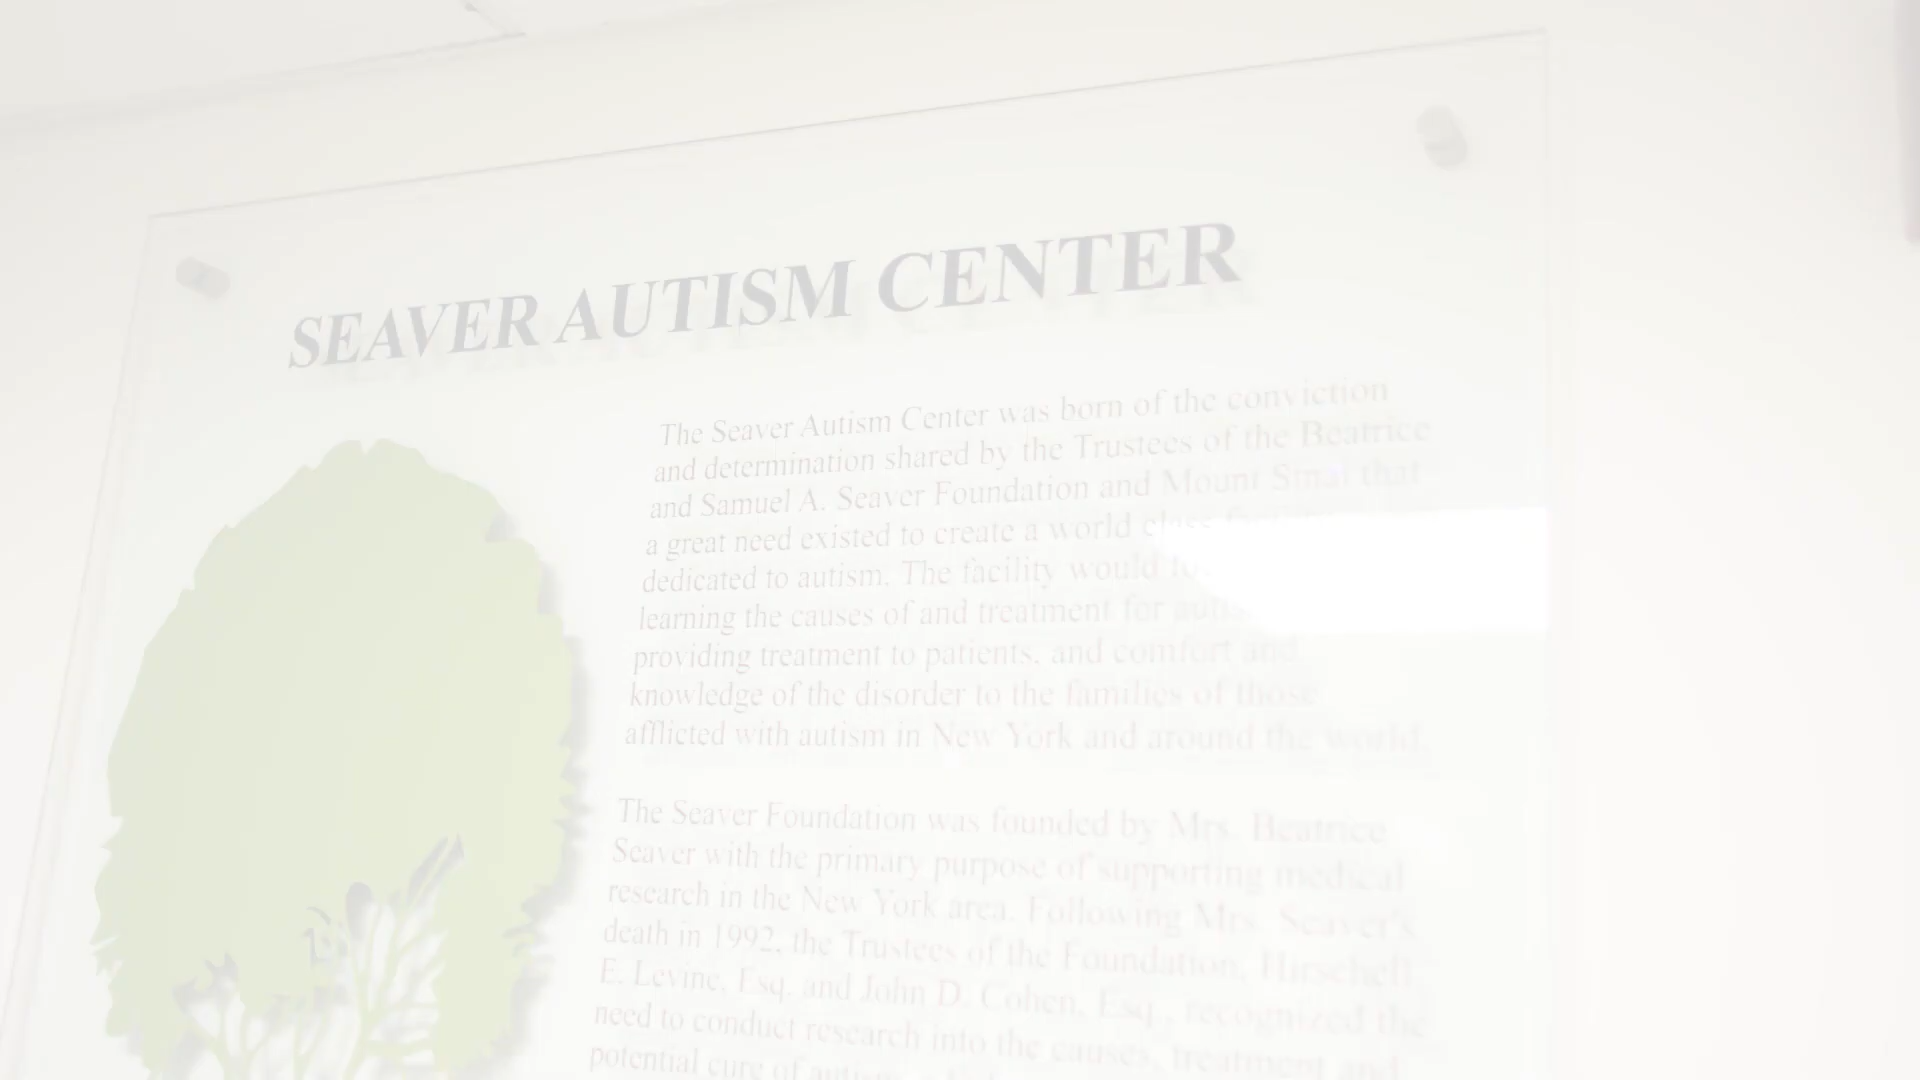 SEAVER AUTISM CENTER
The Seaver Autism Center was born of the conviction
and determination shared by the Trustees of the Beatrice
and Samuel A. Seaver Foundation and Mount Sinai that
a great need existed to create a world class facility
dedicated to autism. The facility would
learning the causes of and treatment for
providing treatment to patients, and comfort and
knowledge of the disorder to the families of those
afflicted with autism in New York and around the world.
The Seaver Foundation was founded by Mrs. Beatrice
Seaver with the primary purpose of supporting medical
research in the New York area. Following Mrs. Seaver's
death in 1992, the Trustees of the Foundation, Hirschell
E. Levine, Esq. and John D. Cohen, Esq., recognized the
need to conduct research into the causes, treatment and
potential cure of